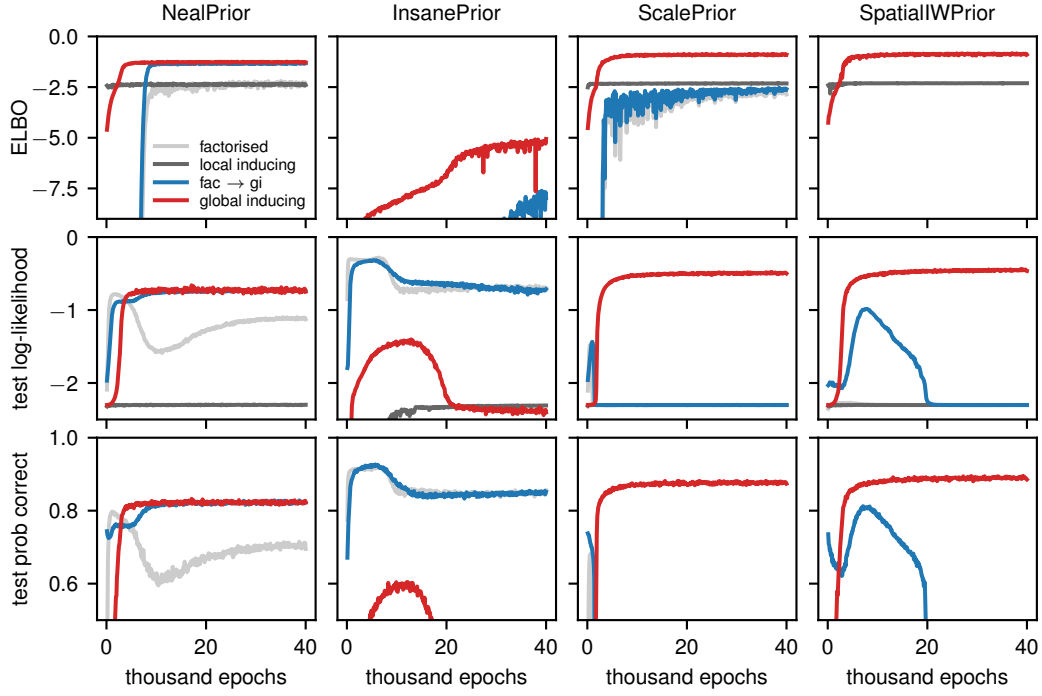 NealPrior
InsanePrior
ScalePrior
SpatialIWPrior
ELBO
0.0
−2.5
−5.0
−7.5
factorised
local inducing
fac → gi
global inducing
test log-likelihood
0
−1
−2
test prob correct
1.0
0.8
0.6
0 20 40
0 20 40
0 20 40
0 20 40
thousand epochs
thousand epochs
thousand epochs
thousand epochs